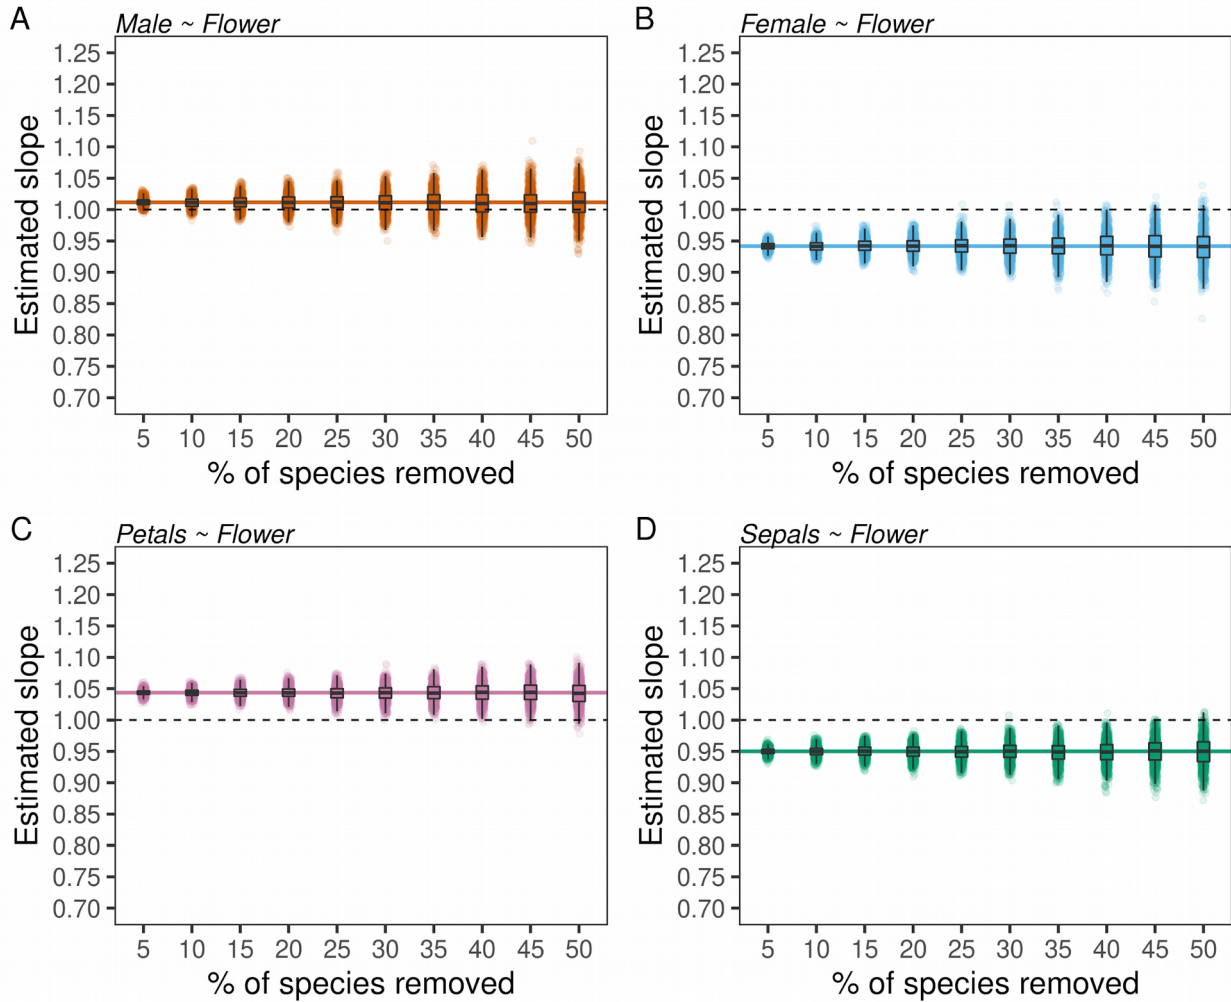 A
Male ~ Flower
Estimated slope
1.25
1.20
1.15
1.10
1.05
1.00
0.95
0.90
0.85
0.80
0.75
0.70
5 10 15 20 25 30 35 40 45 50
% of species removed
B
Female ~ Flower
Estimated slope
1.25
1.20
1.15
1.10
1.05
1.00
0.95
0.90
0.85
0.80
0.75
0.70
5 10 15 20 25 30 35 40 45 50
% of species removed
C
Petals ~ Flower
Estimated slope
1.25
1.20
1.15
1.10
1.05
1.00
0.95
0.90
0.85
0.80
0.75
0.70
5 10 15 20 25 30 35 40 45 50
% of species removed
D
Sepals ~ Flower
Estimated slope
1.25
1.20
1.15
1.10
1.05
1.00
0.95
0.90
0.85
0.80
0.75
0.70
5 10 15 20 25 30 35 40 45 50
% of species removed